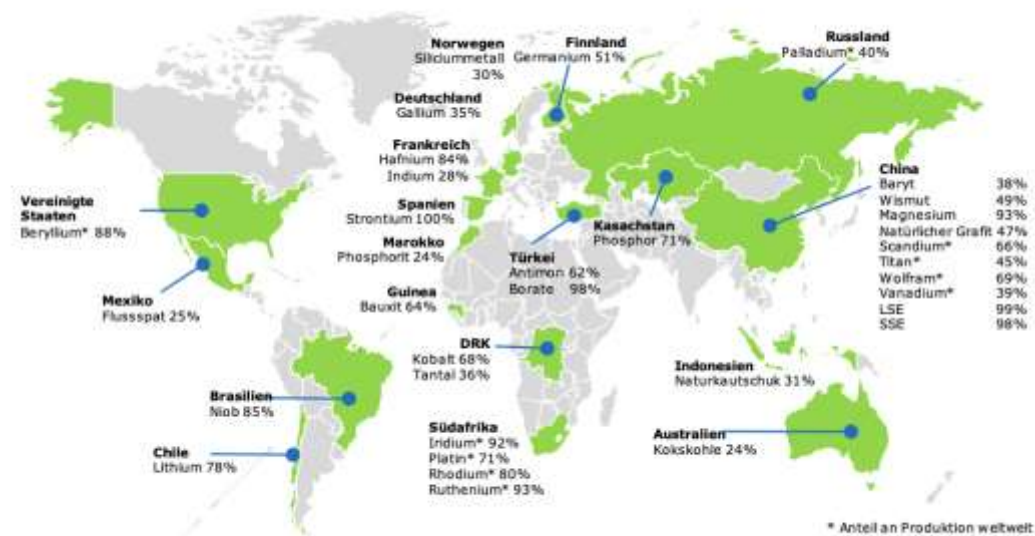 Norwegen
Siliciummetall
30%
Finnland
Germanium 51%
Russland
Palladium* 40%
Deutschland
Gallium 35%
Frankreich
Hafnium 84%
Indium 28%
Spanien
Strontium 100%
Marokko
Phosphorit 24%
Guinea
Bauxit 64%
Vereinigte
Staaten
Beryllium* 88%
Mexiko
Flussspat 25%
Kasachstan
Phosphor 71%
Türkei
Antimon 62%
Borate 98%
China
Baryt 38%
Wismut 49%
Magnesium 93%
Natürlicher Grafit 47%
Scandium* 66%
Titan* 45%
Wolfram* 69%
Vanadium* 39%
LSE 99%
SSE 98%
DRK
Kobalt 68%
Tantal 36%
Indonesien
Naturkautschuk 31%
Brasilien
Niob 85%
Chile
Lithium 78%
Südafrika
Iridium* 92%
Platin* 71%
Rhodium* 80%
Ruthenium* 93%
Australien
Kokskohle 24%
* Anteil an Produktion weltweit